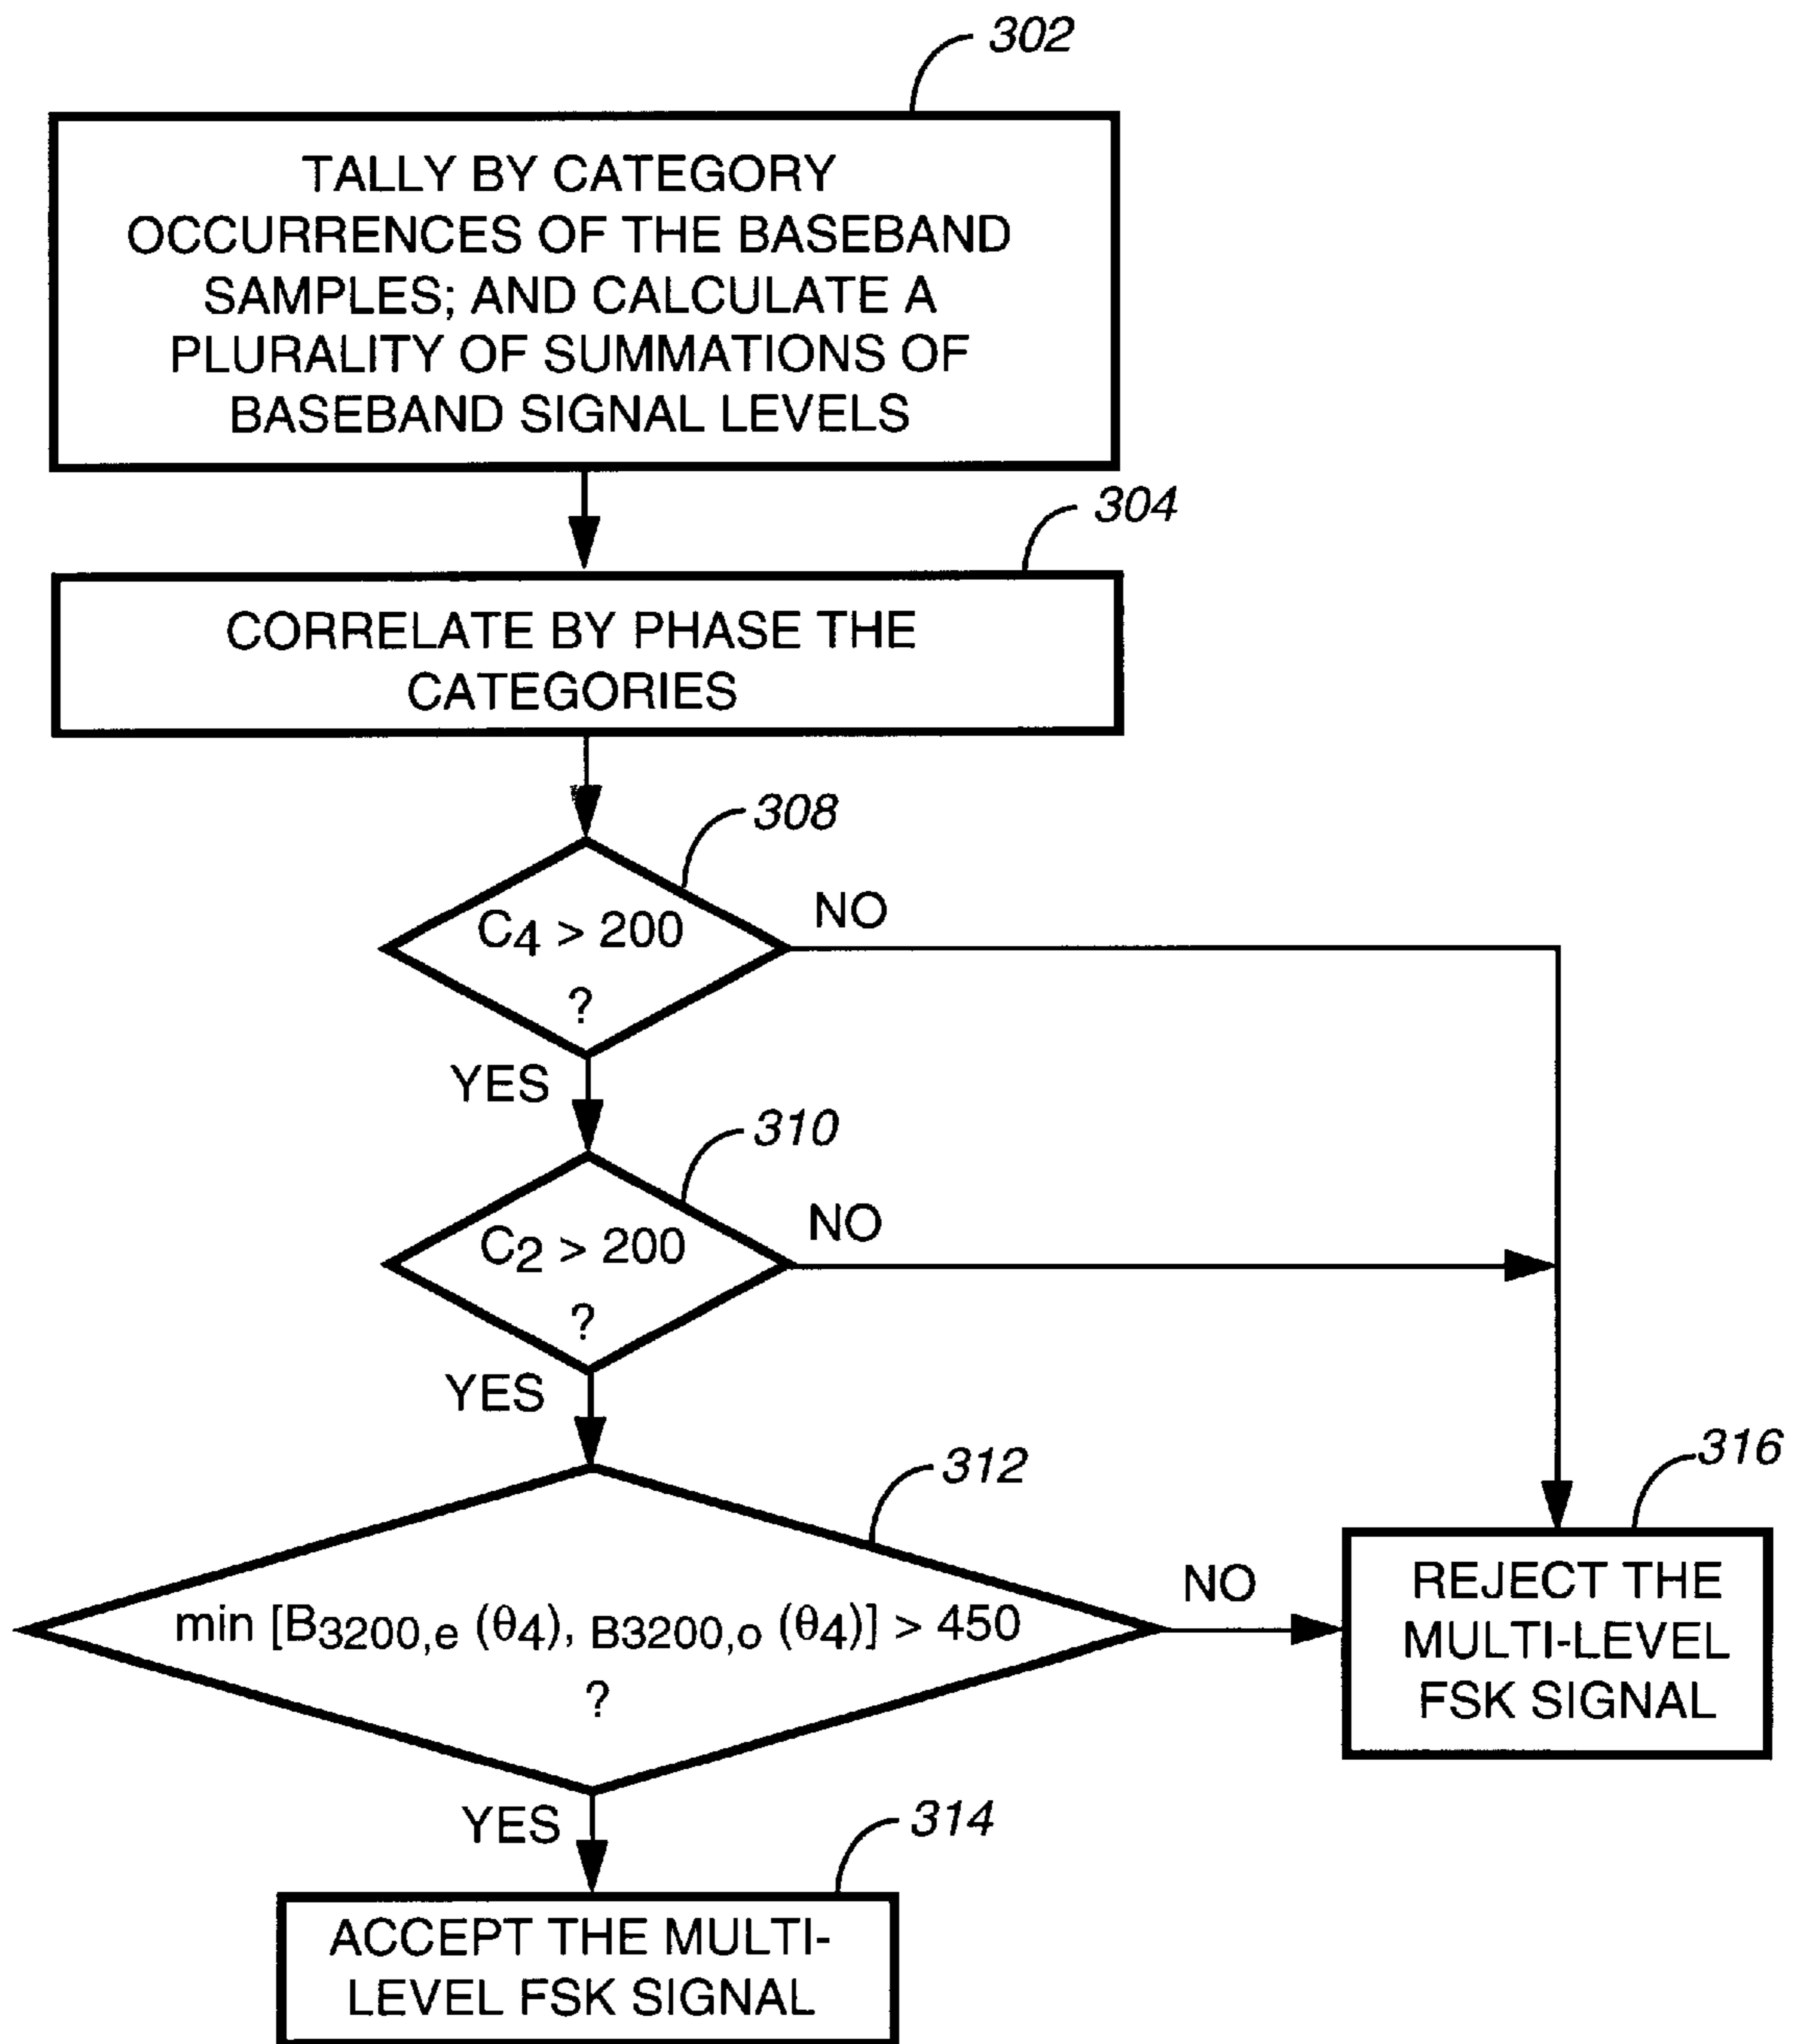 302
TALLY BY CATEGORY
OCCURRENCES OF THE BASEBAND
SAMPLES; AND CALCULATE A
PLURALITY OF SUMMATIONS OF
BASEBAND SIGNAL LEVELS
304
CORRELATE BY PHASE THE
CATEGORIES
308
C4 > 200
?
NO
YES
310
C2 > 200
?
NO
YES
312
min [B3200,e (θ4), B3200,o (θ4)] > 450
?
NO
YES
316
REJECT THE
MULTI-LEVEL
FSK SIGNAL
314
ACCEPT THE MULTI-
LEVEL FSK SIGNAL